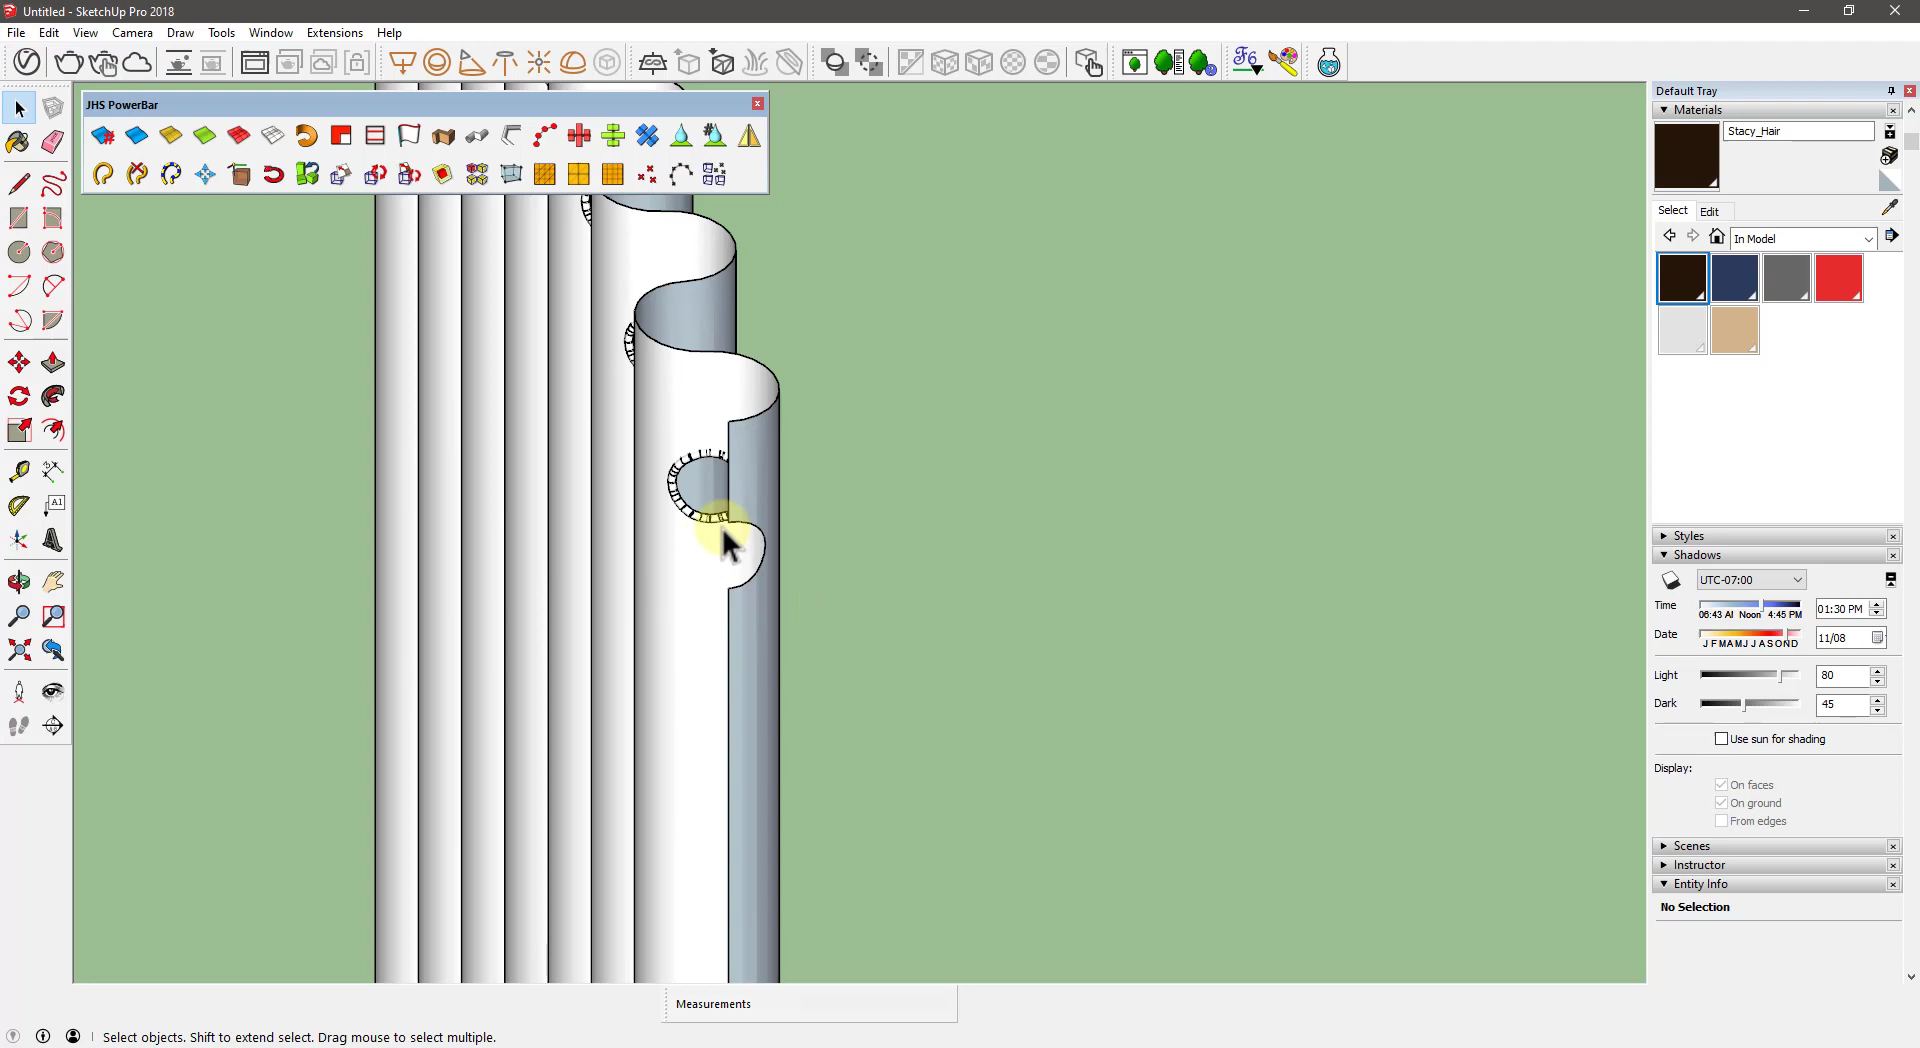 Untitled - SketchUp Pro 2018
File Edit View Camera Draw Tools Window Extensions Help
JHS PowerBar
Default Tray
Materials
Stacy_Hair
Select Edit
In Model
Styles
Shadows
UTC-07:00
Time 06:43 AI Noon 4:45 PM 01:30 PM
Date J F M A M J J A S O N D 11/08
Light 80
Dark 45
Use sun for shading
Display:
On faces
On ground
From edges
Scenes
Instructor
Entity Info
No Selection
Measurements
Select objects. Shift to extend select. Drag mouse to select multiple.